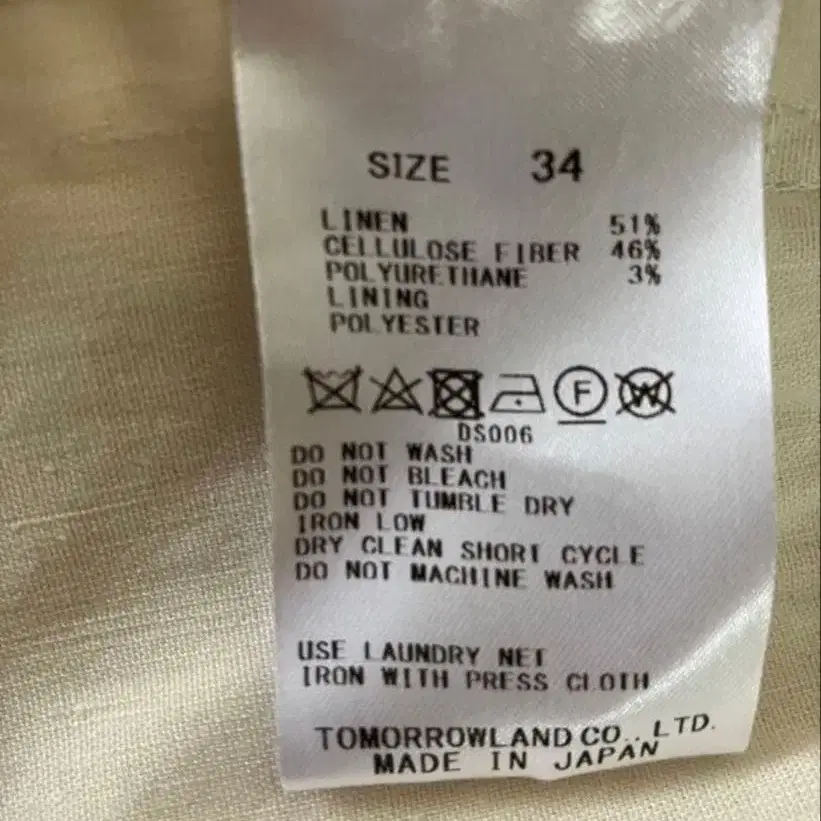 SIZE 34
LINEN 51%
CELLULOSE FIBER 46%
POLYURETHANE 3%
LINING
POLYESTER
F W
DS006
DO NOT WASH
DO NOT BLEACH
DO NOT TUMBLE DRY
IRON LOW
DRY CLEAN SHORT CYCLE
DO NOT MACHINE WASH
USE LAUNDRY NET
IRON WITH PRESS CLOTH
TOMORROWLAND CO., LTD.
MADE IN JAPAN